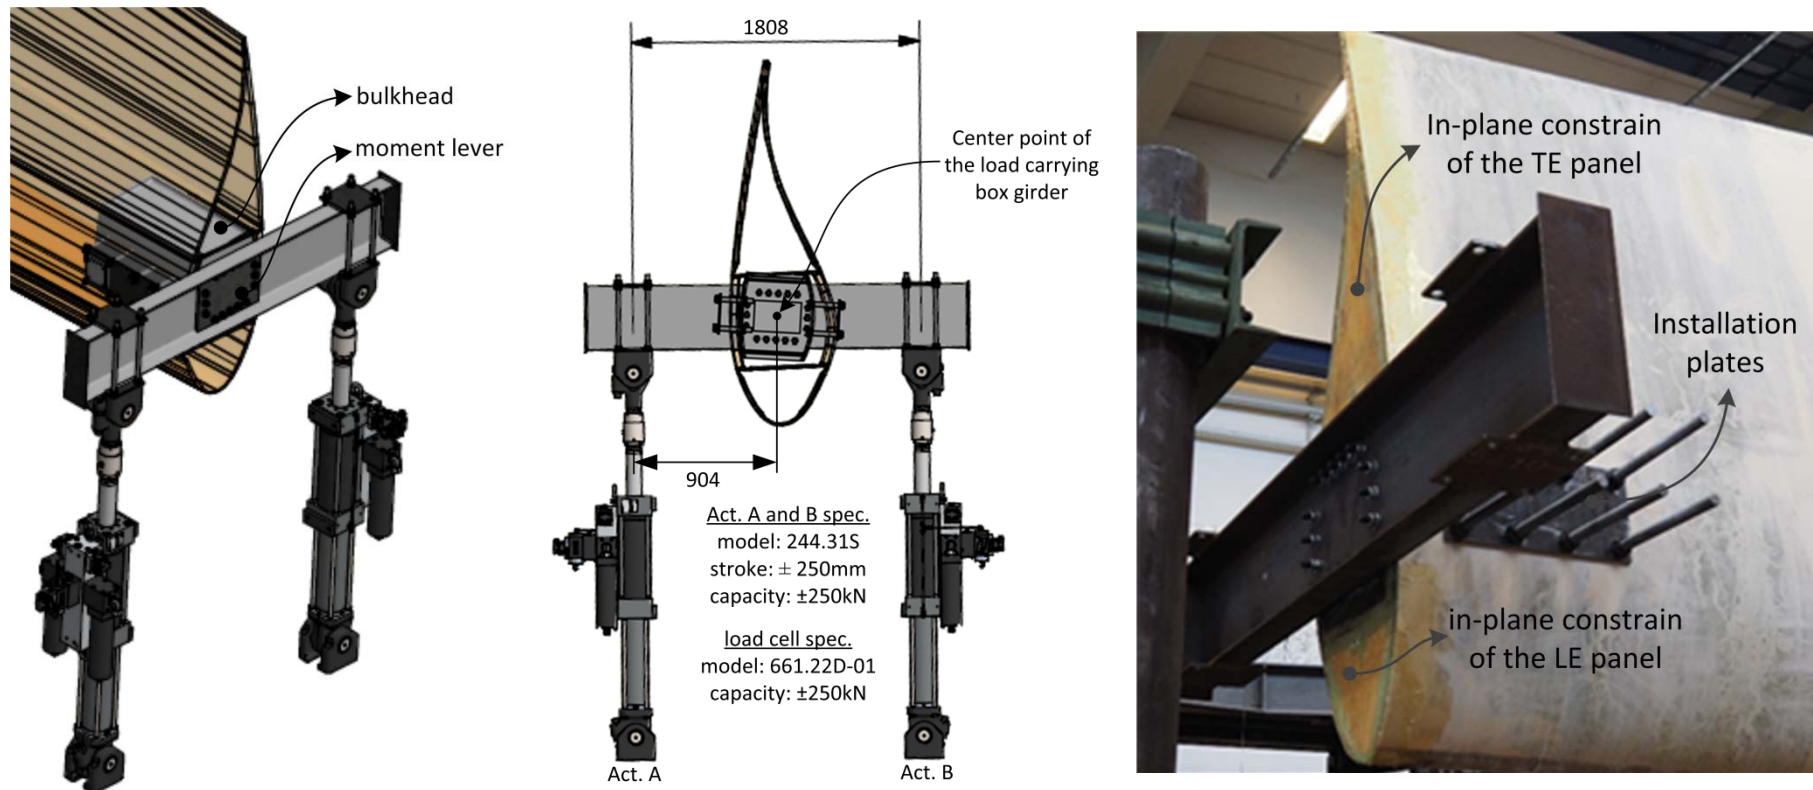 bulkhead
moment lever
1808
Center point of
the load carrying
box girder
904
Act. A and B spec.
model: 244.31S
stroke: ± 250mm
capacity: ±250kN
load cell spec.
model: 661.22D-01
capacity: ±250kN
Act. A
Act. B
In-plane constrain
of the TE panel
Installation
plates
in-plane constrain
of the LE panel